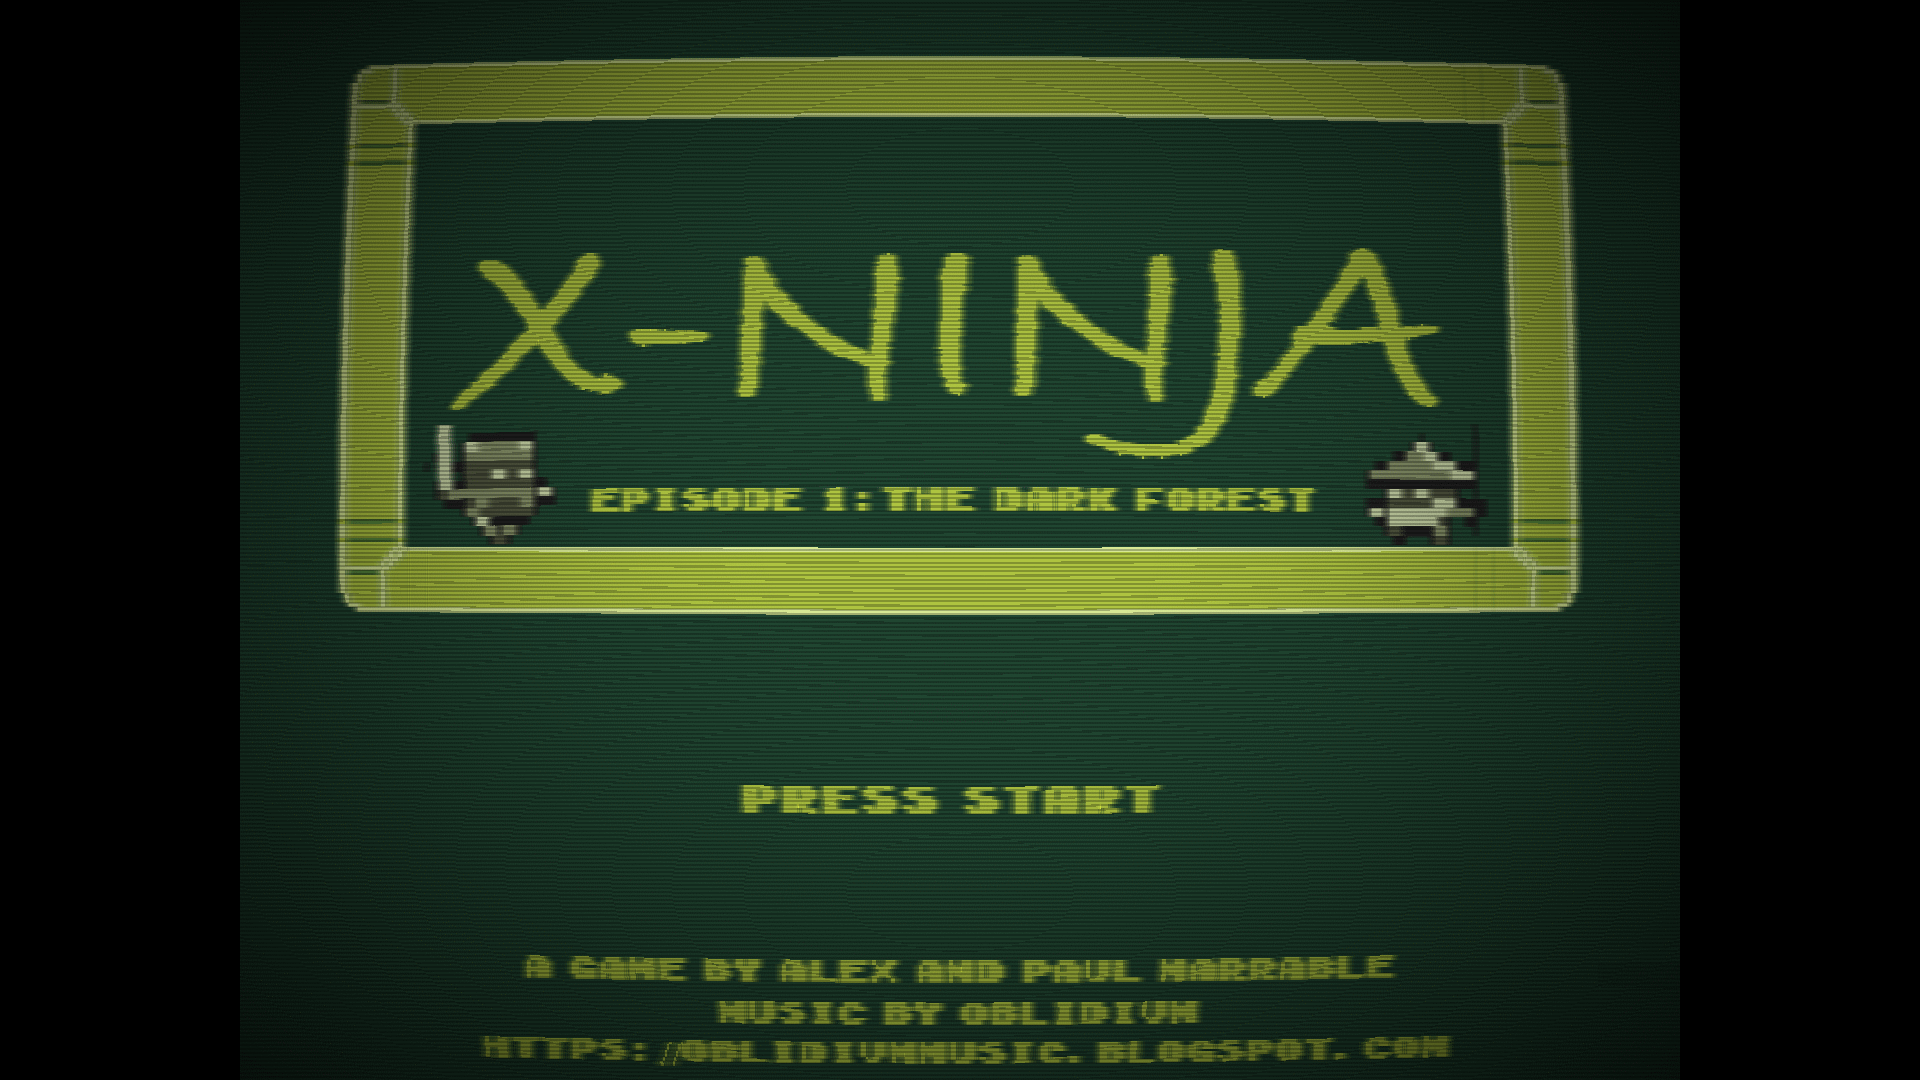 X-NINJA
EPISODE 1: THE DARK FOREST
PRESS START
A GAME BY ALEX AND PAUL MARRABLE
MUSIC BY OBLIDIVM
HTTPS://OBLIDIVMMUSIC.BLOGSPOT.COM